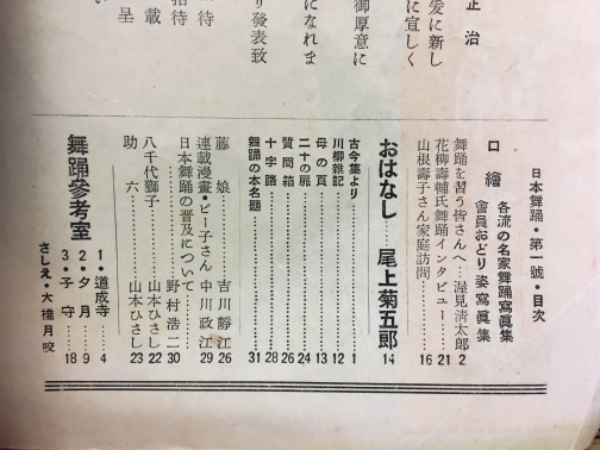 正治
爰に新し
に宜しく
御厚意に
になれま
り發表致
待
招待
載
呈
日本舞踊・第一號・目次
口繪
各流の名家舞踊寫眞集
會員おどり姿寫眞集
舞踊を習う皆さんへ…渥見清太郎 2
花柳壽輔氏舞踊インタビュー… 21
山根壽子さん家庭訪問…… 16
おはなし……尾上菊五郎 14
古今集より…… 1
川柳雜記…… 12
母の頁…… 13
二十の扉…… 24
質問箱…… 26
十字路…… 28
舞踊の本名題…… 31
藤娘……吉川靜江 26
連載漫畫・ピー子さん 中川政江 29
日本舞踊の晋及について……野村浩二 30
八千代獅子……山本ひさし 22
助六……山本ひさし 23
舞踊參考室
1・道成寺…… 4
2・夕月…… 9
3・子守…… 18
さしえ・大橋月咬